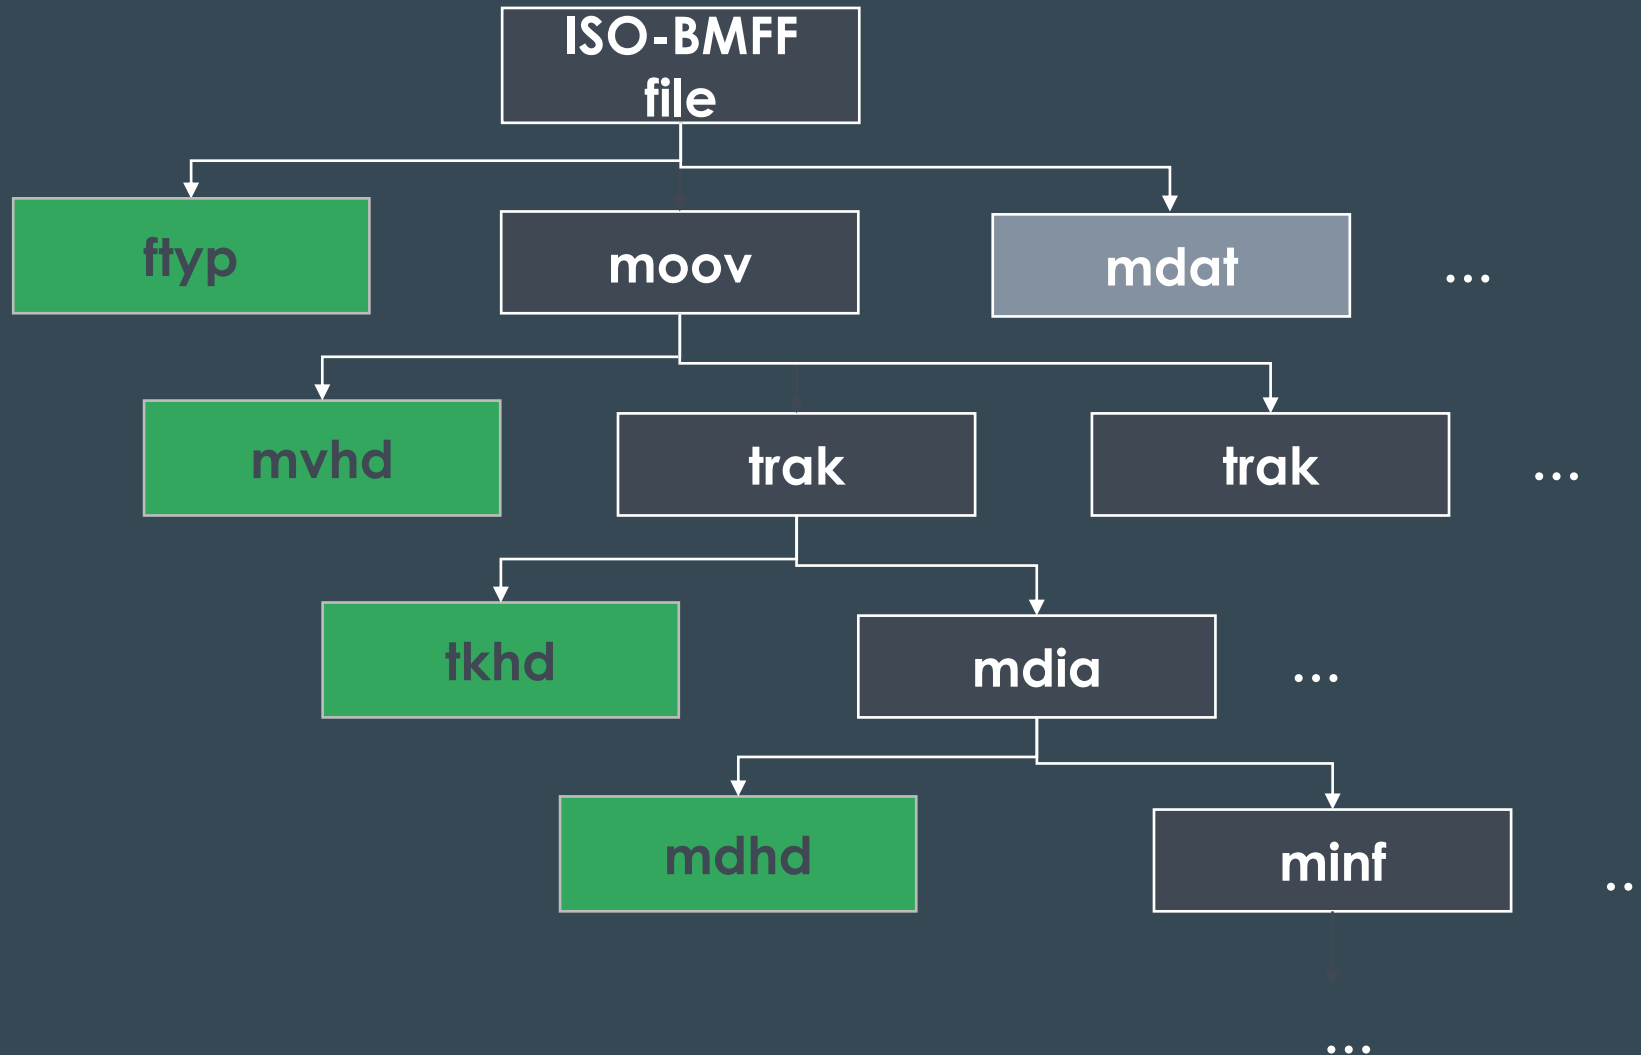 ISO-BMFF
file
ftyp
moov
mdat
...
mvhd
trak
trak
...
tkhd
mdia
...
mdhd
minf
..
...